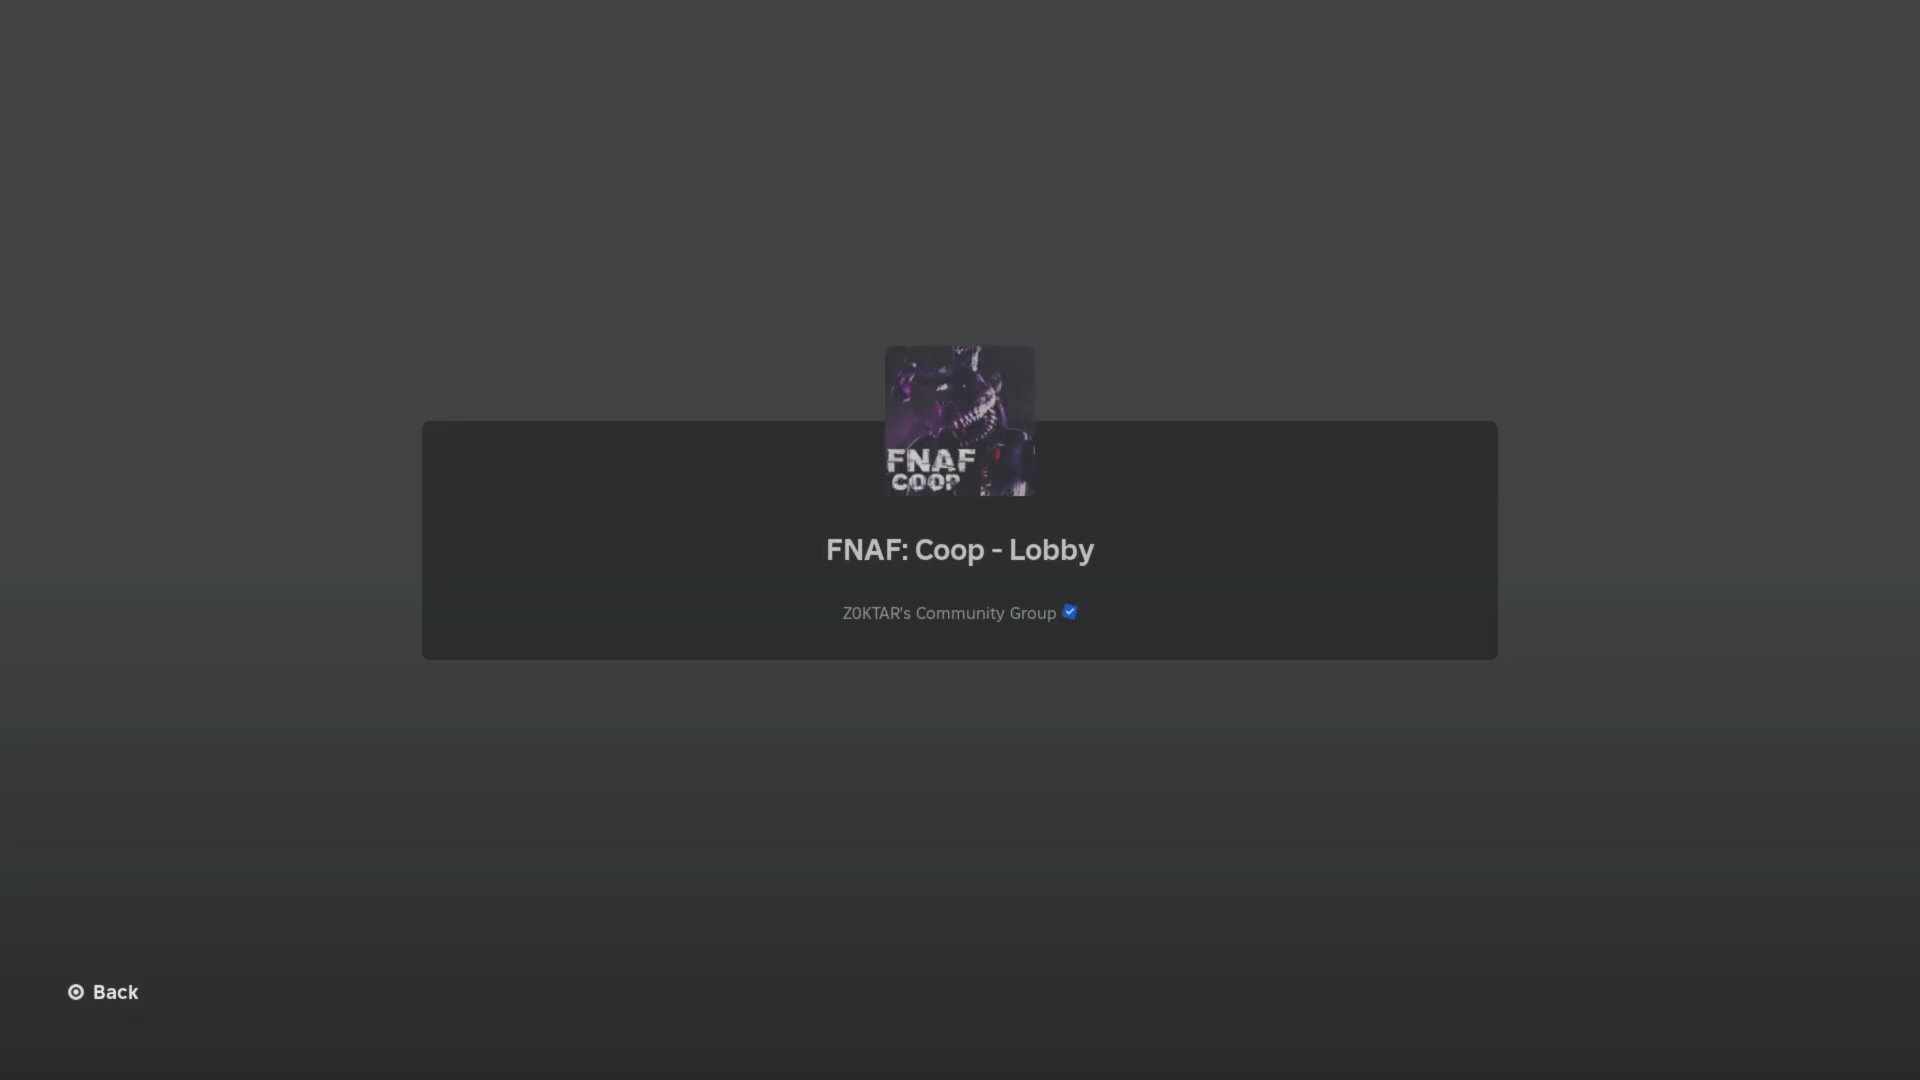 FNAF
COOP
FNAF: Coop - Lobby
Z0KTAR's Community Group
Back